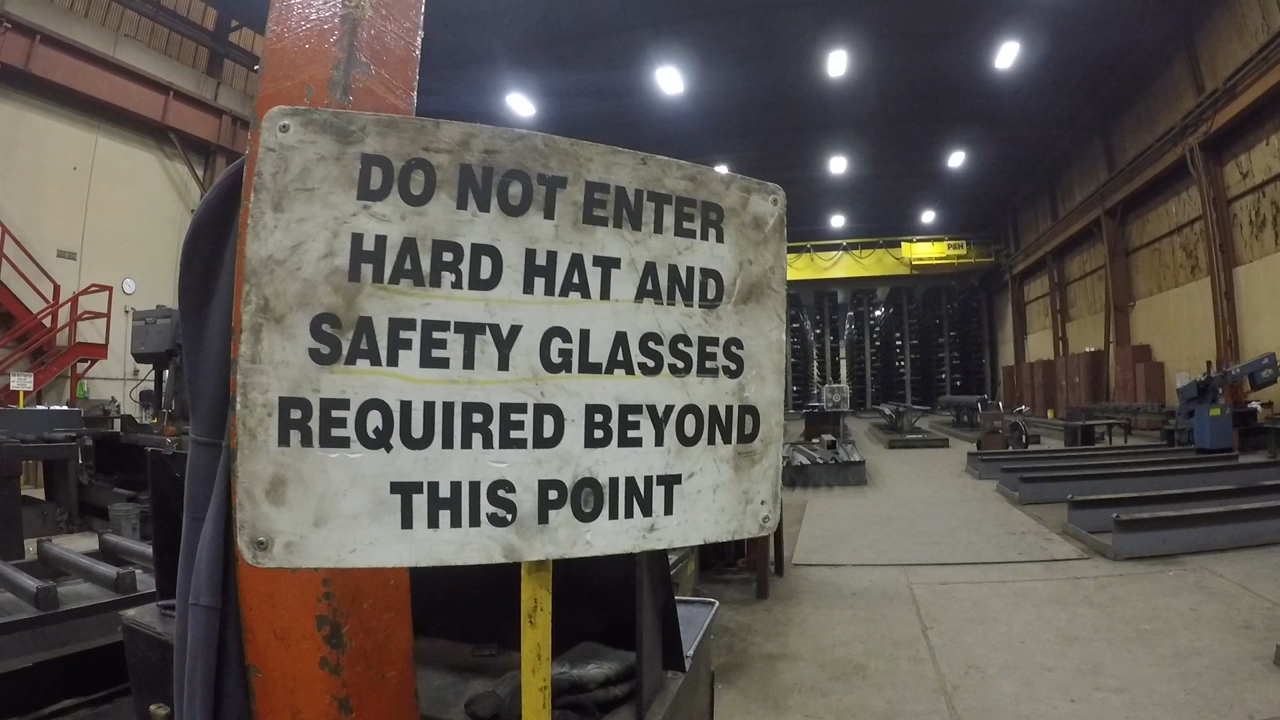 DO NOT ENTER
HARD HAT AND
SAFETY GLASSES
REQUIRED BEYOND
THIS POINT
P&H